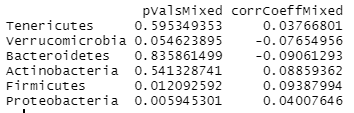 pValsMixed corrCoeffMixed
Tenericutes 0.595349353 0.03766801
Verrucomicrobia 0.054623895 -0.07654956
Bacteroidetes 0.835861499 -0.09061293
Actinobacteria 0.541328741 0.08859362
Firmicutes 0.012092592 0.09387994
Proteobacteria 0.005945301 0.04007646